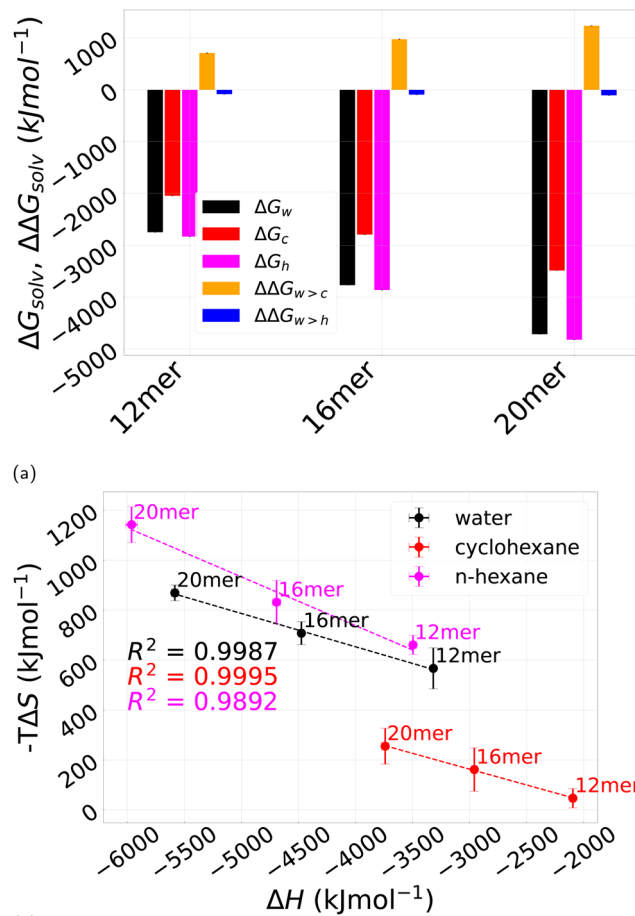 ΔG_solv, ΔΔG_solv (kJmol⁻¹)
1000
0
−1000
−2000
−3000
−4000
−5000
ΔG_w
ΔG_c
ΔG_h
ΔΔG_w>c
ΔΔG_w>h
12mer 16mer 20mer
(a)
-TΔS (kJmol⁻¹)
1200
1000
800
600
400
200
0
water
cyclohexane
n-hexane
20mer
16mer
12mer
20mer
16mer
12mer
R² = 0.9987
R² = 0.9995
R² = 0.9892
20mer
16mer
12mer
−6000 −5500 −5000 −4500 −4000 −3500 −3000 −2500 −2000
ΔH (kJmol⁻¹)